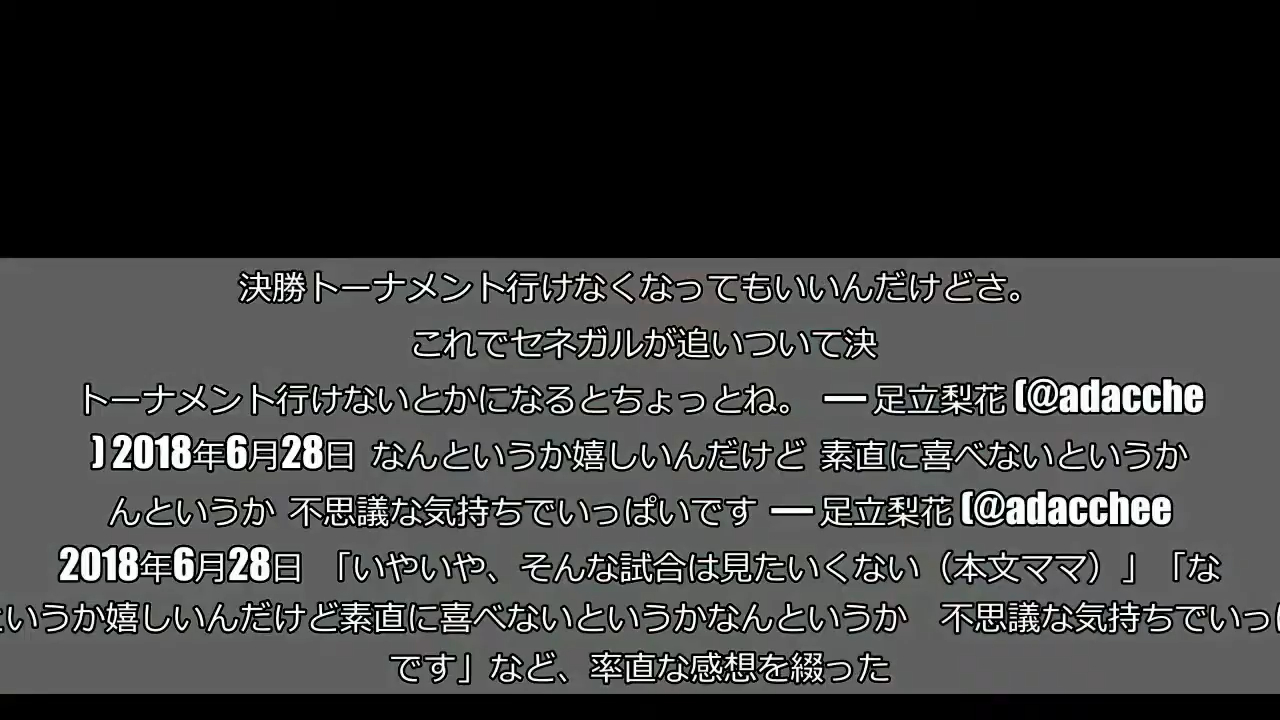 決勝トーナメント行けなくなってもいいんだけどさ。
これでセネガルが追いついて決
トーナメント行けないとかになるとちょっとね。 — 足立梨花 (@adacche
) 2018年6月28日 なんというか嬉しいんだけど 素直に喜べないというか
んというか 不思議な気持ちでいっぱいです — 足立梨花 (@adacchee
2018年6月28日 「いやいや、そんな試合は見たいくない（本文ママ）」「な
というか嬉しいんだけど素直に喜べないというかなんというか 不思議な気持ちでいっぱ
です」など、率直な感想を綴った